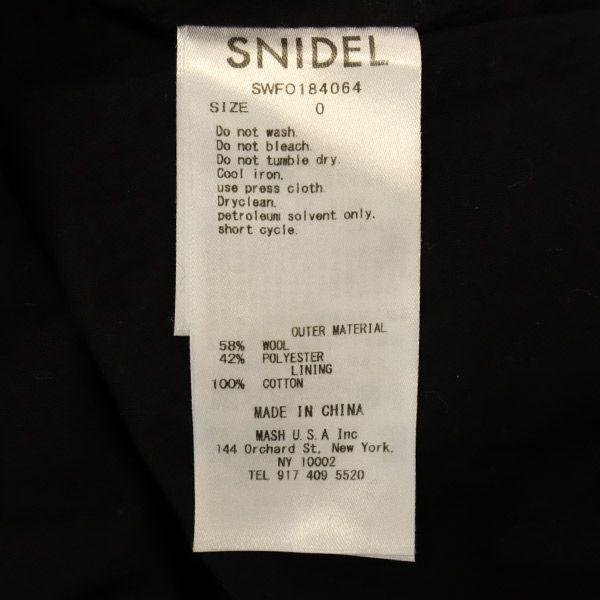 SNIDEL
SWFO184064
SIZE 0
Do not wash.
Do not bleach.
Do not tumble dry.
Cool iron.
use press cloth.
Dryclean.
petroleum solvent only.
short cycle.
OUTER MATERIAL
58% WOOL
42% POLYESTER
LINING
100% COTTON
MADE IN CHINA
MASH U.S.A Inc
144 Orchard St. New York.
NY 10002
TEL 917 409 5520